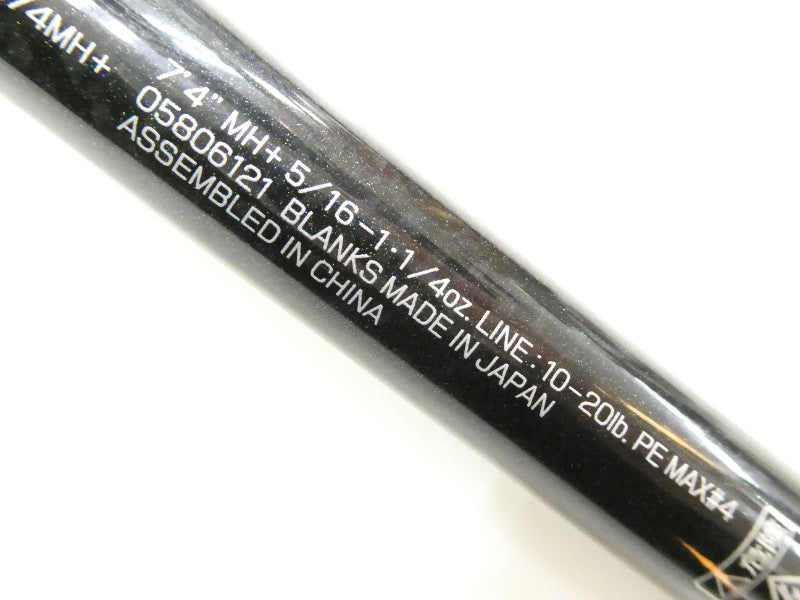 /4MH+
7'4" MH+ 5/16-1·1/4oz. LINE : 10-20lb. PE MAX#4
05806121 BLANKS MADE IN JAPAN
ASSEMBLED IN CHINA